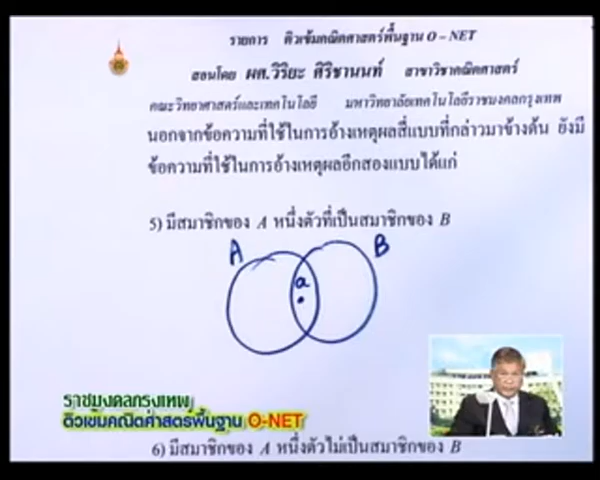 รายการ ติวเข้มคณิตศาสตร์พื้นฐาน O – NET
สอนโดย ผศ.วิริยะ ศิริชานนท์ สาขาวิชาคณิตศาสตร์
คณะวิทยาศาสตร์และเทคโนโลยี มหาวิทยาลัยเทคโนโลยีราชมงคลกรุงเทพ
นอกจากข้อความที่ใช้ในการอ้างเหตุผลสี่แบบที่กล่าวมาข้างต้น ยังมี
ข้อความที่ใช้ในการอ้างเหตุผลอีกสองแบบได้แก่
5) มีสมาชิกของ A หนึ่งตัวที่เป็นสมาชิกของ B
A B
a
ราชมงคลกรุงเทพ
ติวเข้มคณิตศาสตร์พื้นฐาน O-NET
6) มีสมาชิกของ A หนึ่งตัวไม่เป็นสมาชิกของ B